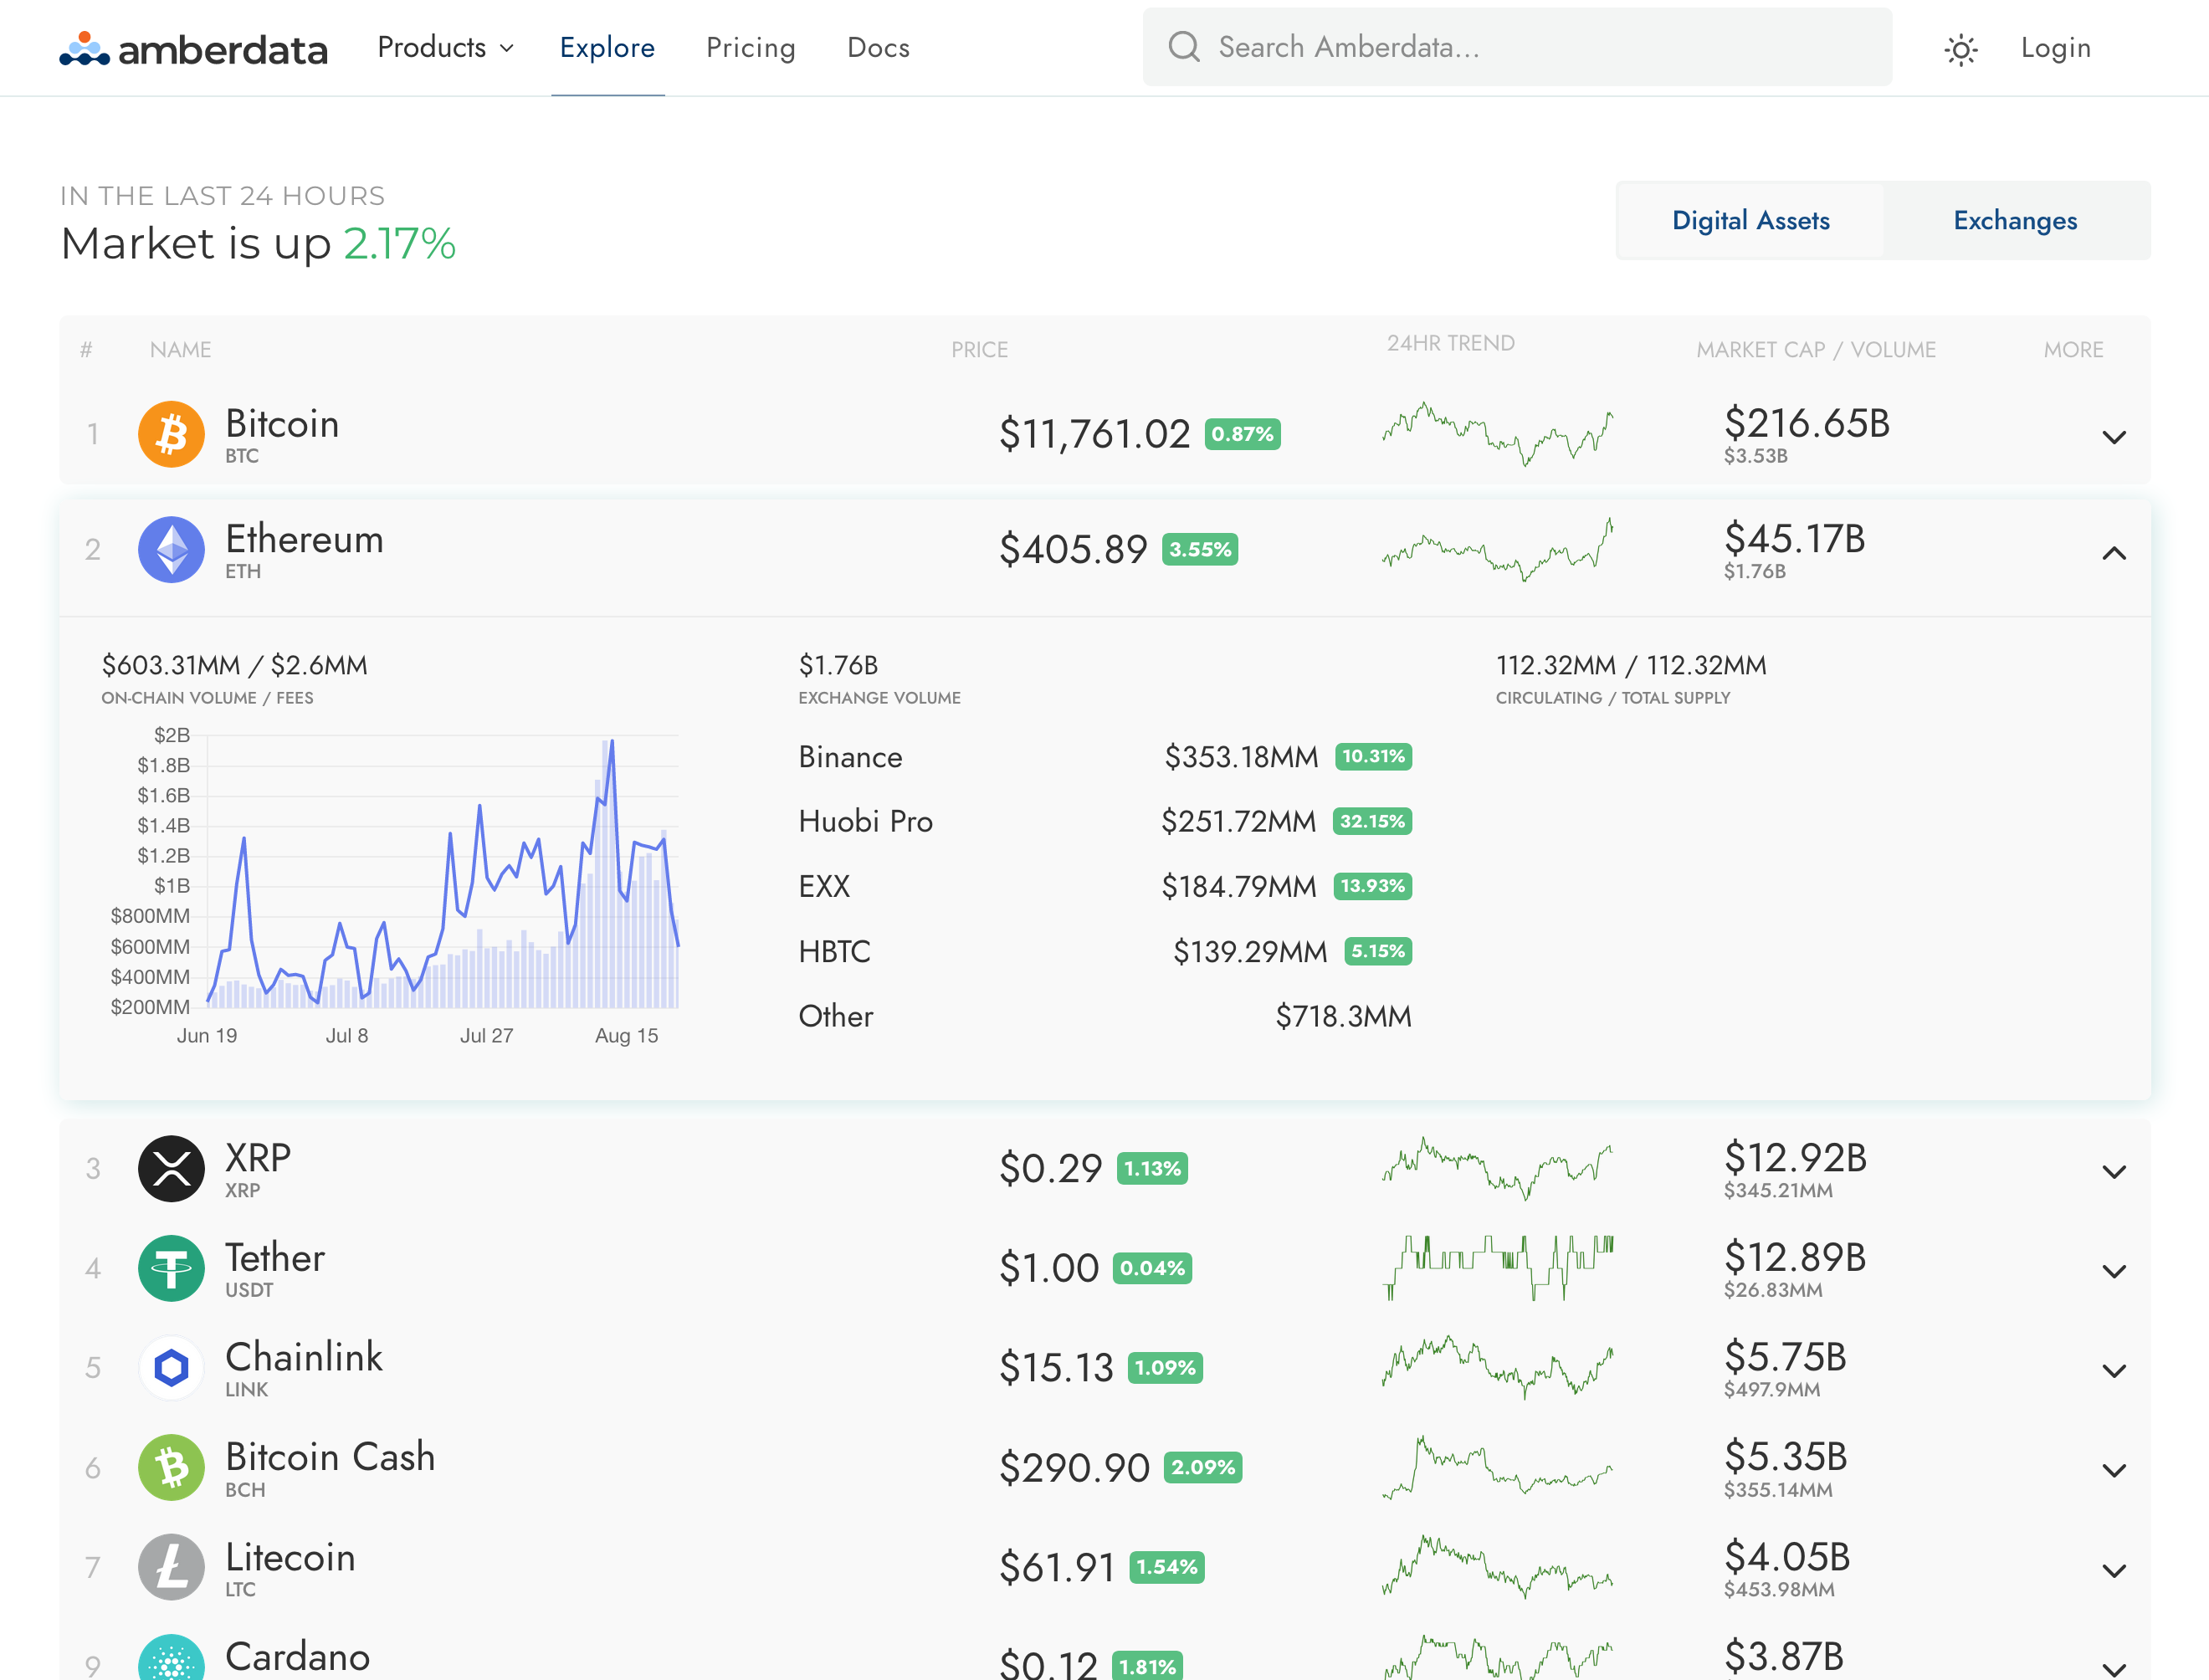 amberdata Products Explore Pricing Docs Search Amberdata... Login
IN THE LAST 24 HOURS
Market is up 2.17%
Digital Assets Exchanges
# NAME PRICE 24HR TREND MARKET CAP / VOLUME MORE
1 Bitcoin $11,761.02 0.87% $216.65B
BTC $3.53B
2 Ethereum $405.89 3.55% $45.17B
ETH $1.76B
$603.31MM / $2.6MM $1.76B 112.32MM / 112.32MM
ON-CHAIN VOLUME / FEES EXCHANGE VOLUME CIRCULATING / TOTAL SUPPLY
$2B
$1.8B
$1.6B
$1.4B
$1.2B
$1B
$800MM
$600MM
$400MM
$200MM
Jun 19 Jul 8 Jul 27 Aug 15
Binance $353.18MM 10.31%
Huobi Pro $251.72MM 32.15%
EXX $184.79MM 13.93%
HBTC $139.29MM 5.15%
Other $718.3MM
3 XRP $0.29 1.13% $12.92B
XRP $345.21MM
4 Tether $1.00 0.04% $12.89B
USDT $26.83MM
5 Chainlink $15.13 1.09% $5.75B
LINK $497.9MM
6 Bitcoin Cash $290.90 2.09% $5.35B
BCH $355.14MM
7 Litecoin $61.91 1.54% $4.05B
LTC $453.98MM
9 Cardano $0.12 1.81% $3.87B